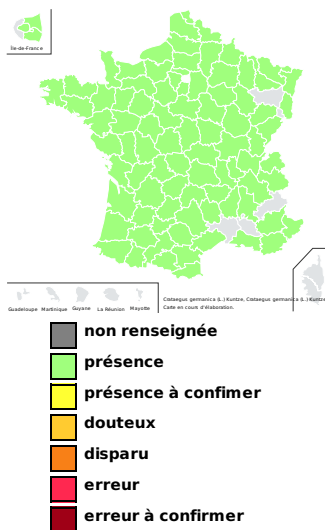 Île-de-France
Guadeloupe Martinique Guyane La Réunion Mayotte
Crataegus germanica (L.) Kuntze, Crataegus germanica (L.) Kuntze
Carte en cours d'élaboration.
non renseignée
présence
présence à confimer
douteux
disparu
erreur
erreur à confirmer